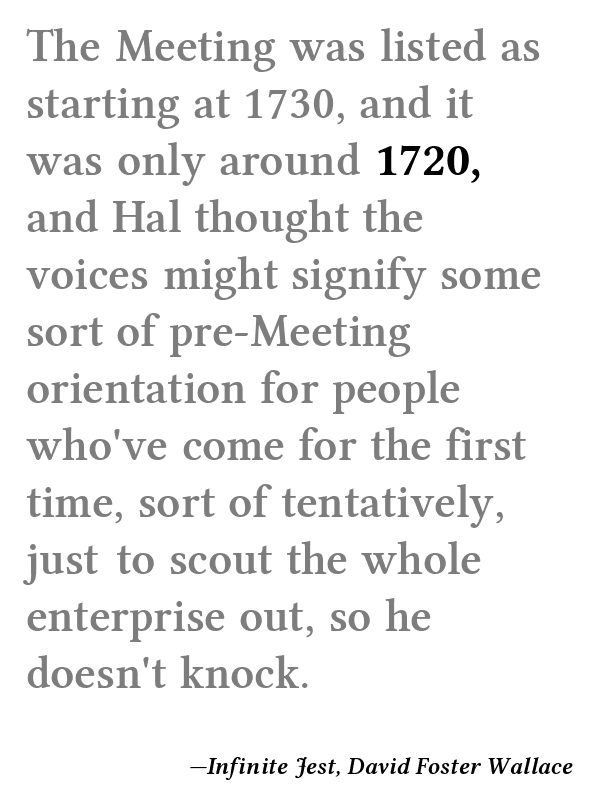 The Meeting was listed as
starting at 1730, and it
was only around 1720,
and Hal thought the
voices might signify some
sort of pre-Meeting
orientation for people
who've come for the first
time, sort of tentatively,
just to scout the whole
enterprise out, so he
doesn't knock.
—Infinite Jest, David Foster Wallace